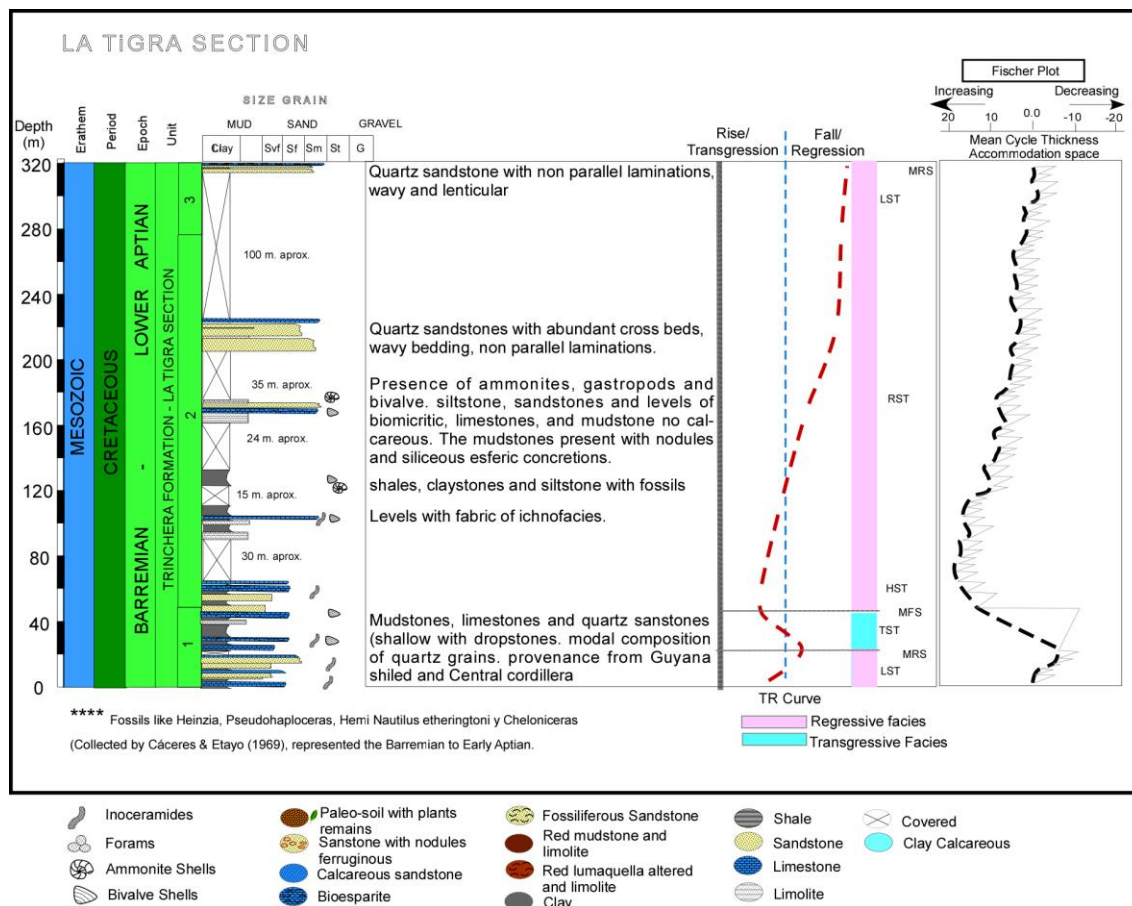 LA TiGRA SECTION
Fischer Plot
Increasing
Decreasing
20
10
0.0
-10
-20
Mean Cycle Thickness
Accommodation space
SIZE GRAIN
MUD
SAND
GRAVEL
Depth
(m)
Erathem
Period
Epoch
Unit
Clay
Svf
Sf
Sm
St
G
Rise/
Transgression
Fall/
Regression
320
280
240
200
160
120
80
40
0
MESOZOIC
CRETACEOUS
BARREMIAN - LOWER APTIAN
TRINCHERA FORMATION - LA TIGRA SECTION
3
2
1
100 m. aprox.
35 m. aprox.
24 m. aprox.
15 m. aprox.
30 m. aprox.
Quartz sandstone with non parallel laminations,
wavy and lenticular
Quartz sandstones with abundant cross beds,
wavy bedding, non parallel laminations.
Presence of ammonites, gastropods and
bivalve. siltstone, sandstones and levels of
biomicritic, limestones, and mudstone no cal-
careous. The mudstones present with nodules
and siliceous esferic concretions.
shales, claystones and siltstone with fossils
Levels with fabric of ichnofacies.
Mudstones, limestones and quartz sanstones
(shallow with dropstones. modal composition
of quartz grains. provenance from Guyana
shiled and Central cordillera
MRS
LST
RST
HST
MFS
TST
MRS
LST
TR Curve
Regressive facies
Transgressive Facies
**** Fossils like Heinzia, Pseudohaploceras, Hemi Nautilus etheringtoni y Cheloniceras
(Collected by Cáceres & Etayo (1969), represented the Barremian to Early Aptian.
Inoceramides
Forams
Ammonite Shells
Bivalve Shells
Paleo-soil with plants
remains
Sanstone with nodules
ferruginous
Calcareous sandstone
Bioesparite
Fossiliferous Sandstone
Red mudstone and
limolite
Red lumaquella altered
and limolite
Clay
Shale
Sandstone
Limestone
Limolite
Covered
Clay Calcareous